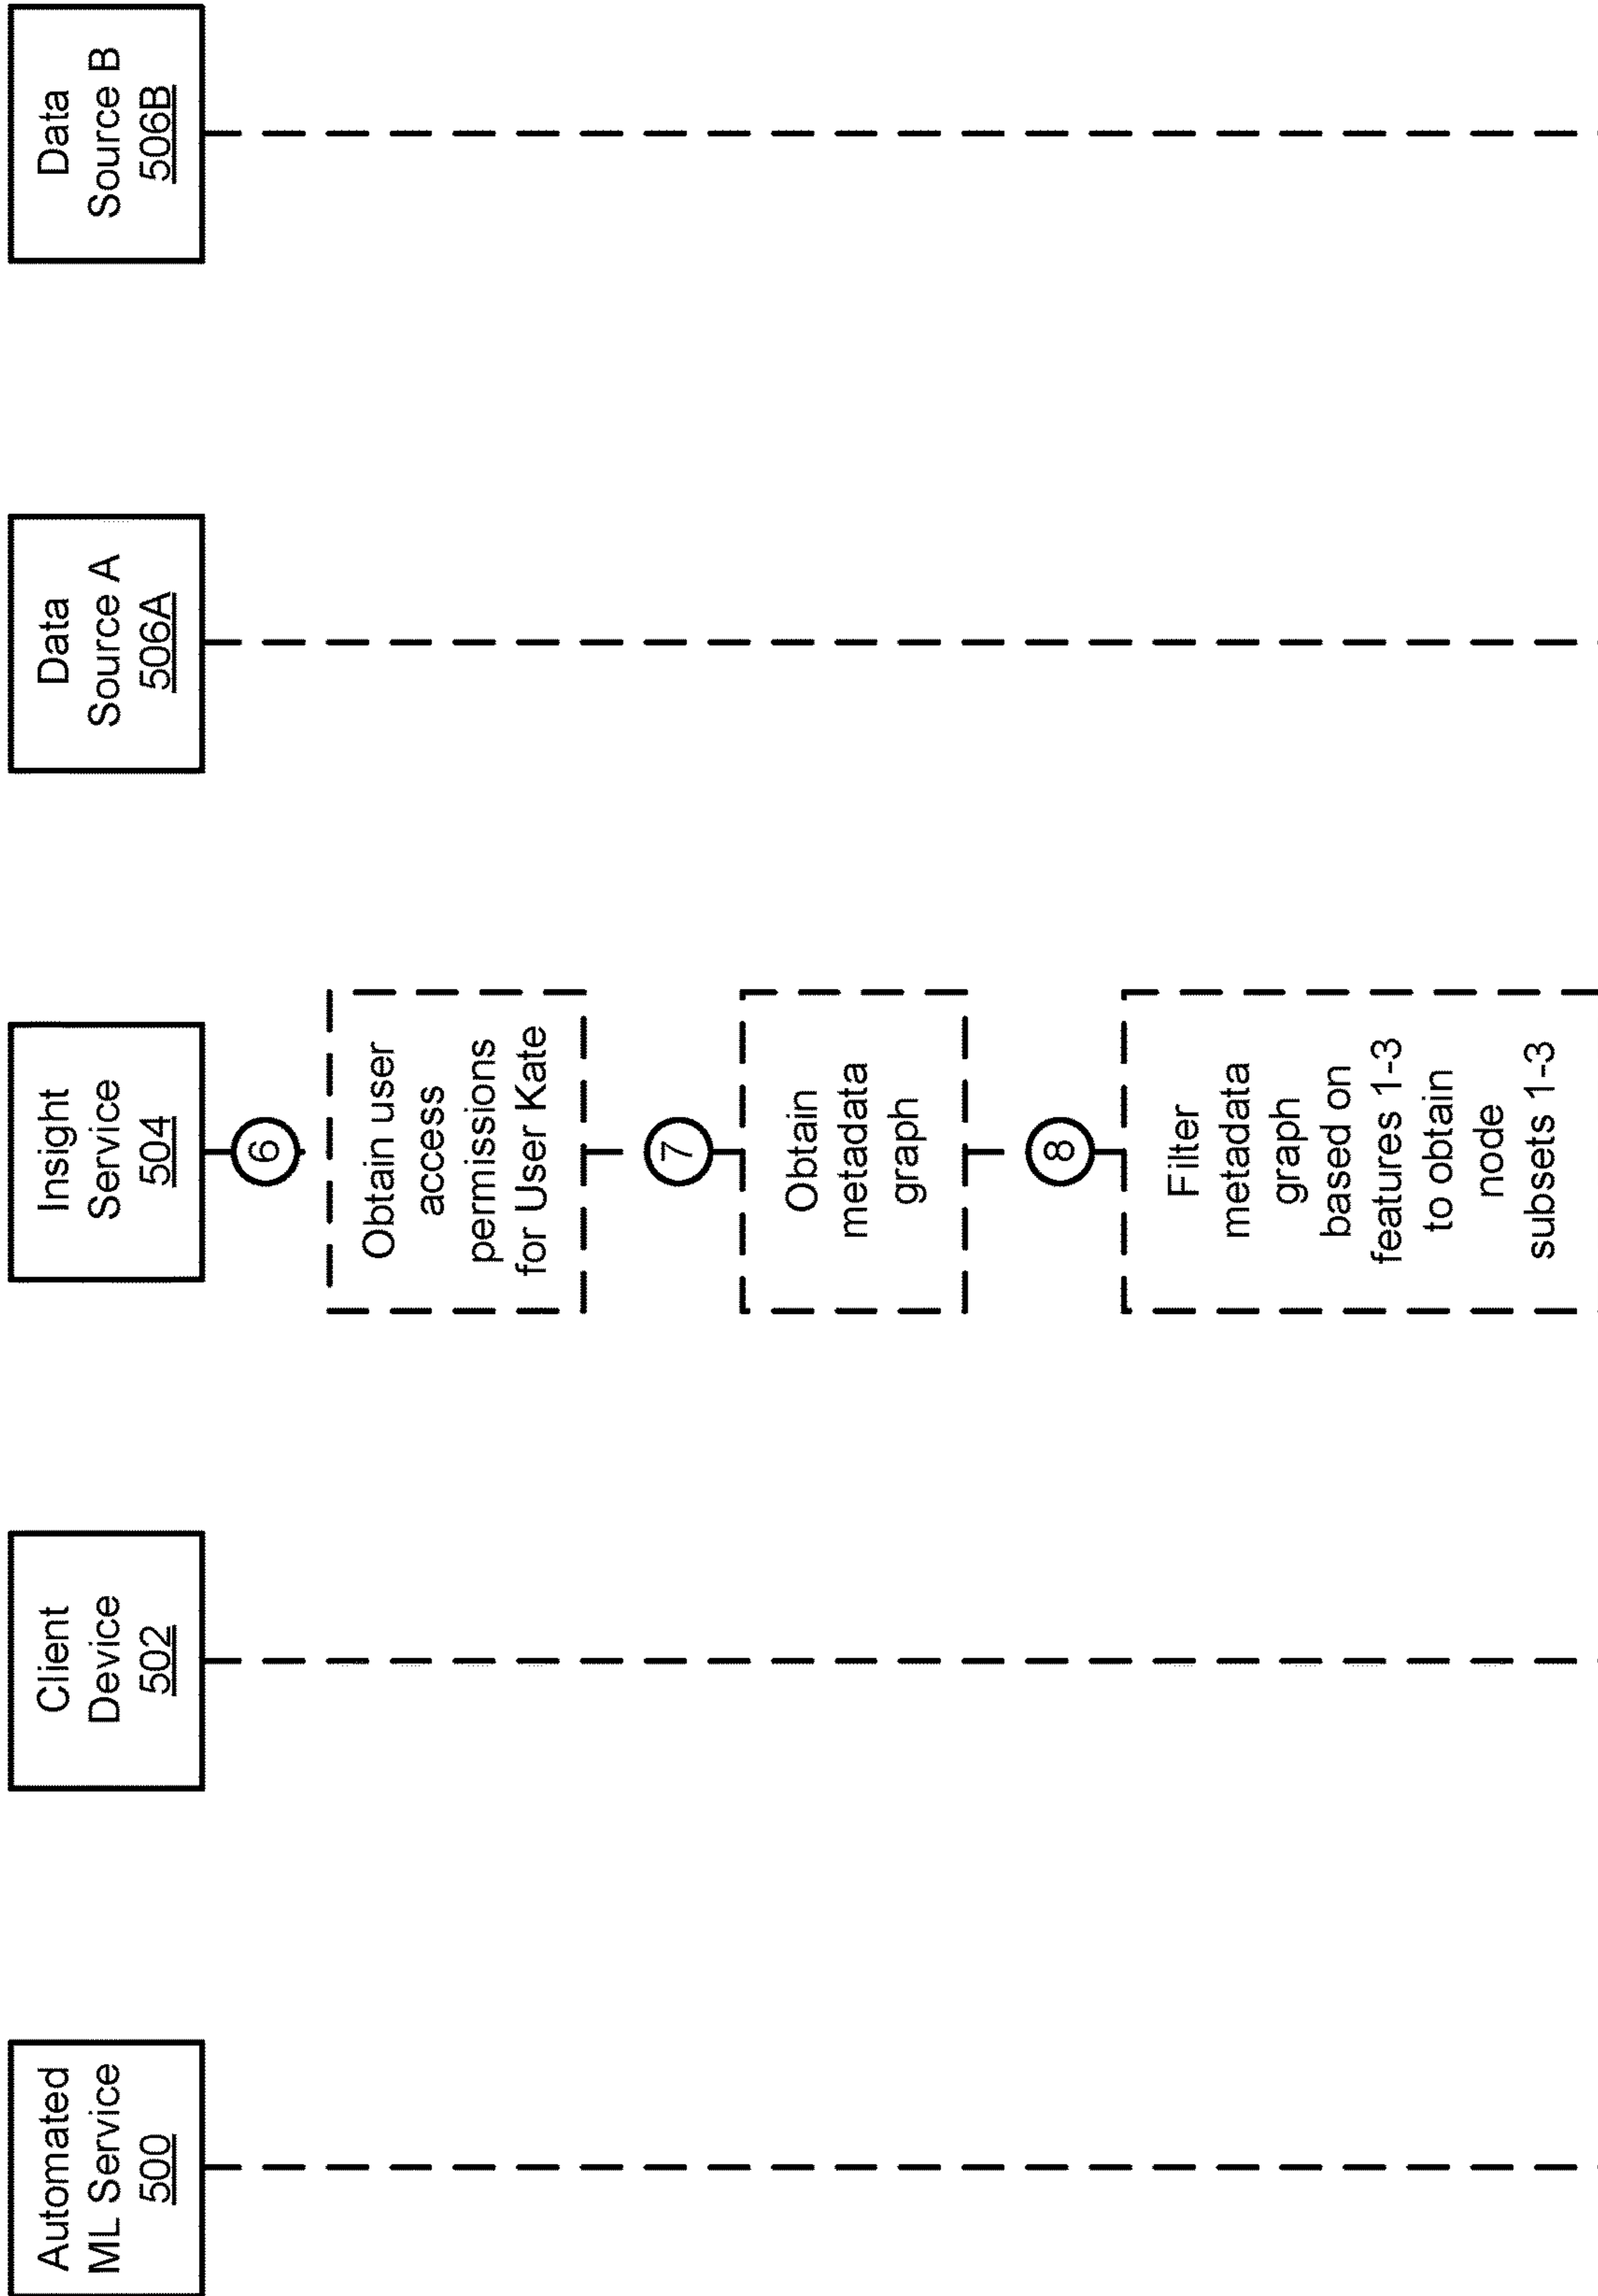 Automated
ML Service
500
Client
Device
502
Insight
Service
504
Data
Source A
506A
Data
Source B
506B
6
Obtain user
access
permissions
for User Kate
7
Obtain
metadata
graph
8
Filter
metadata
graph
based on
features 1-3
to obtain
node
subsets 1-3